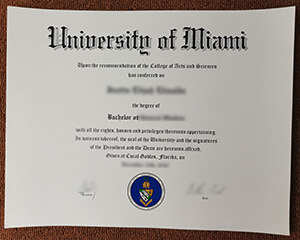 University of Miami
Upon the recommendation of the College of Arts and Sciences
has conferred on
the degree of
Bachelor of
with all the rights, honors and privileges thereunto appertaining.
In witness whereof, the seal of the University and the signatures
of the President and the Dean are hereunto affixed.
Given at Coral Gables, Florida, on